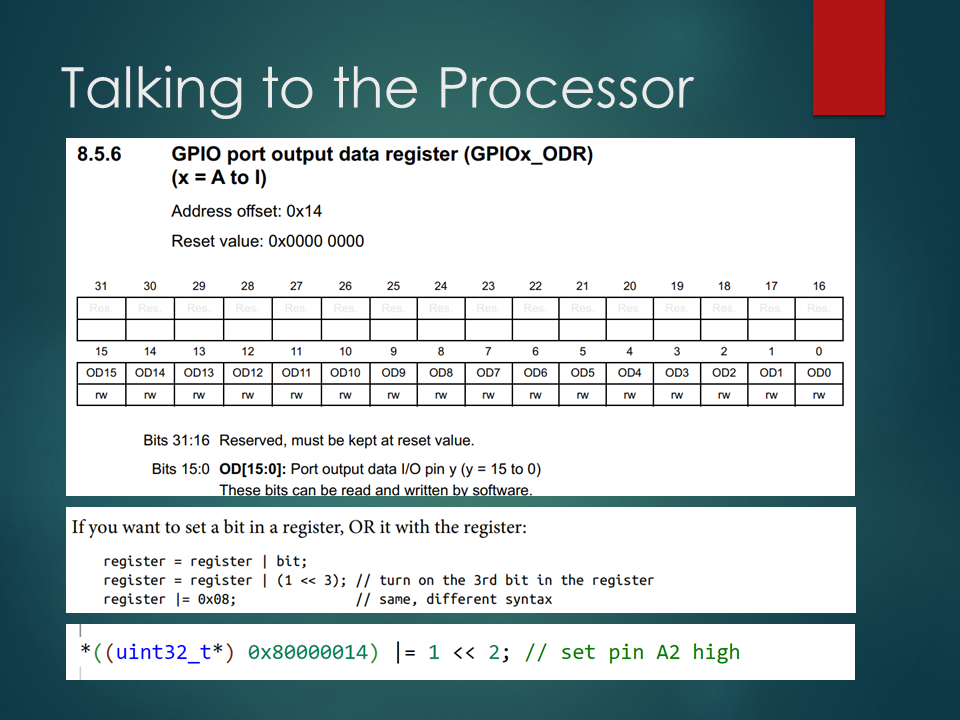 Talking to the Processor
8.5.6 GPIO port output data register (GPIOx_ODR)
(x = A to I)
Address offset: 0x14
Reset value: 0x0000 0000
31 30 29 28 27 26 25 24 23 22 21 20 19 18 17 16
Res. Res. Res. Res. Res. Res. Res. Res. Res. Res. Res. Res. Res. Res. Res. Res.
15 14 13 12 11 10 9 8 7 6 5 4 3 2 1 0
OD15 OD14 OD13 OD12 OD11 OD10 OD9 OD8 OD7 OD6 OD5 OD4 OD3 OD2 OD1 OD0
rw rw rw rw rw rw rw rw rw rw rw rw rw rw rw rw
Bits 31:16 Reserved, must be kept at reset value.
Bits 15:0 OD[15:0]: Port output data I/O pin y (y = 15 to 0)
These bits can be read and written by software.
If you want to set a bit in a register, OR it with the register:
register = register | bit;
register = register | (1 << 3); // turn on the 3rd bit in the register
register |= 0x08; // same, different syntax
*((uint32_t*) 0x80000014) |= 1 << 2; // set pin A2 high